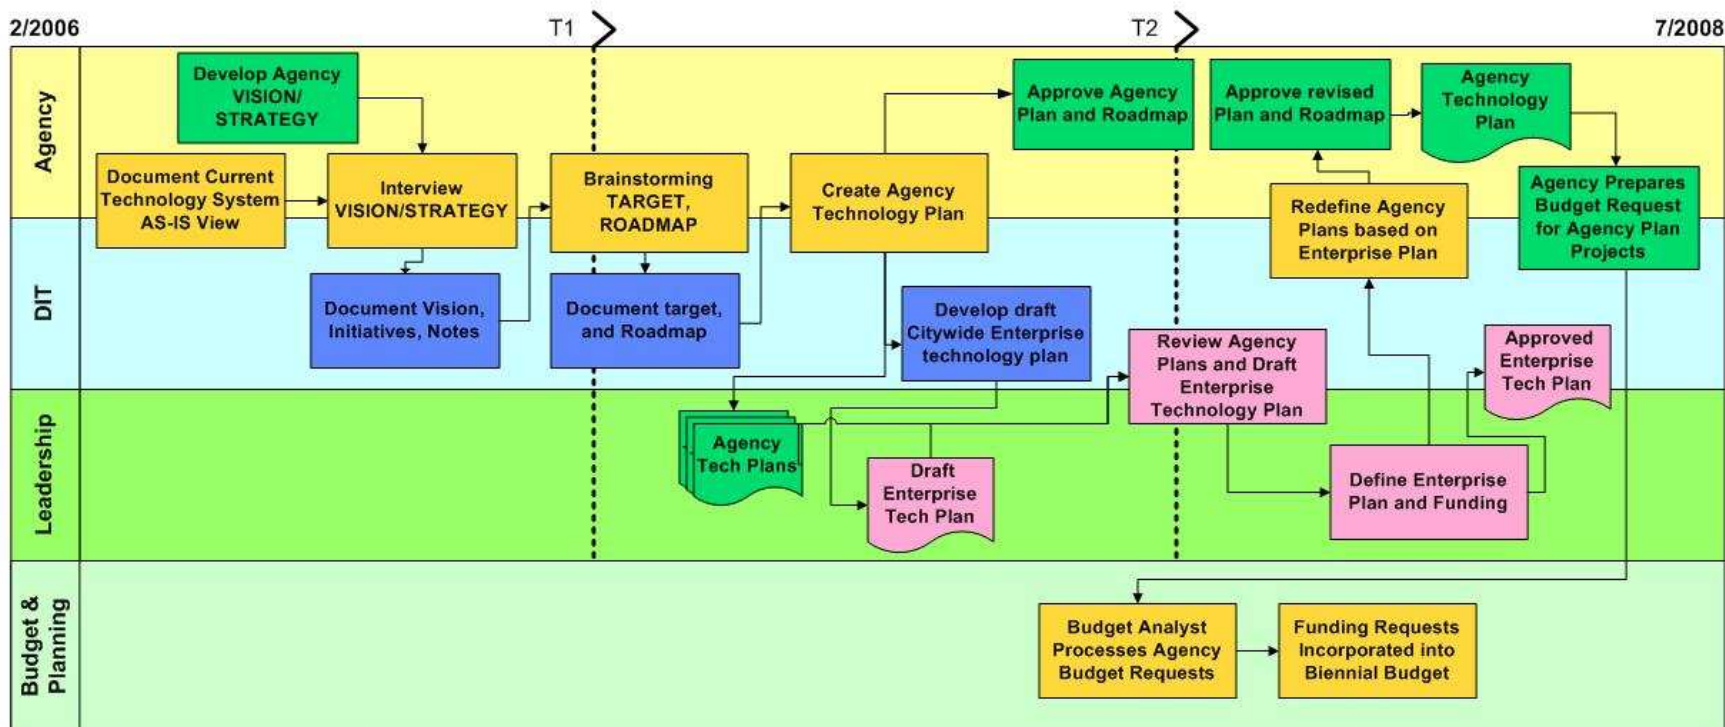 2/2006
T1
T2
7/2008
Agency
Develop Agency
VISION/
STRATEGY
Document Current
Technology System
AS-IS View
Interview
VISION/STRATEGY
Brainstorming
TARGET,
ROADMAP
Create Agency
Technology Plan
Approve Agency
Plan and Roadmap
Approve revised
Plan and Roadmap
Agency
Technology
Plan
Redefine Agency
Plans based on
Enterprise Plan
Agency Prepares
Budget Request
for Agency Plan
Projects
DIT
Document Vision,
Initiatives, Notes
Document target,
and Roadmap
Develop draft
Citywide Enterprise
technology plan
Review Agency
Plans and Draft
Enterprise
Technology Plan
Approved
Enterprise
Tech Plan
Leadership
Agency
Tech Plans
Draft
Enterprise
Tech Plan
Define Enterprise
Plan and Funding
Budget &
Planning
Budget Analyst
Processes Agency
Budget Requests
Funding Requests
Incorporated into
Biennial Budget